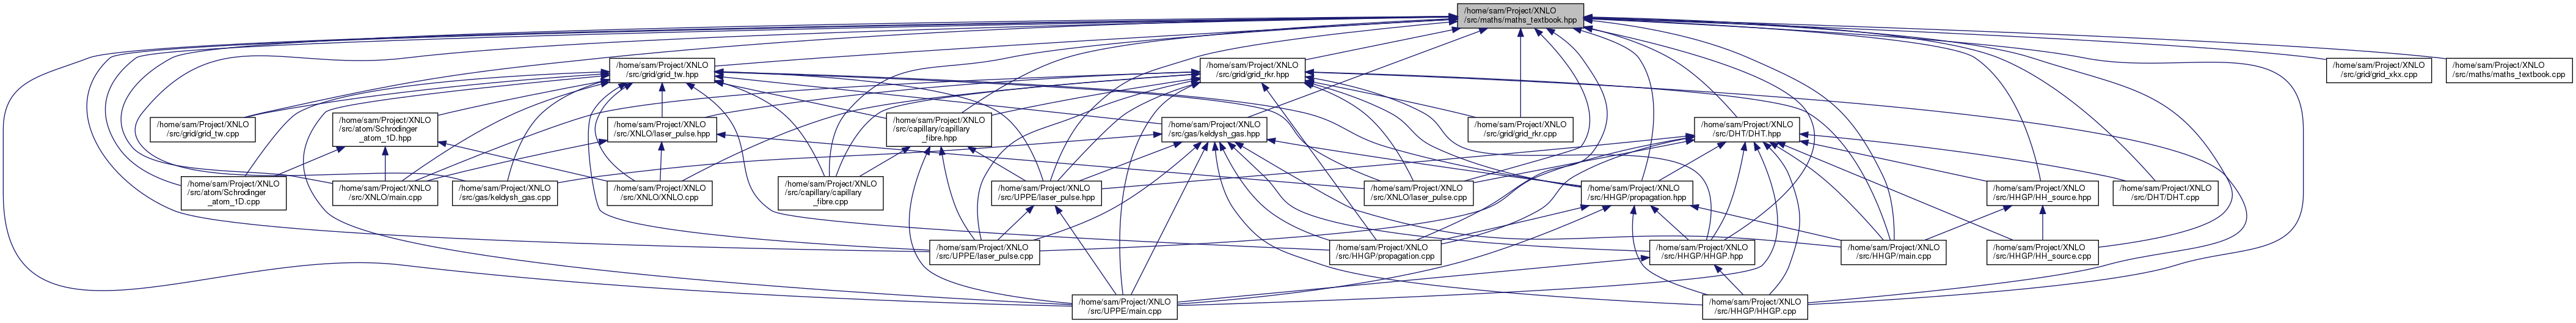 /home/sam/Project/XNLO
/src/maths/maths_textbook.hpp
/home/sam/Project/XNLO
/src/grid/grid_tw.hpp
/home/sam/Project/XNLO
/src/grid/grid_rkr.hpp
/home/sam/Project/XNLO
/src/grid/grid_xkx.cpp
/home/sam/Project/XNLO
/src/maths/maths_textbook.cpp
/home/sam/Project/XNLO
/src/grid/grid_tw.cpp
/home/sam/Project/XNLO
/src/atom/Schrodinger
_atom_1D.hpp
/home/sam/Project/XNLO
/src/XNLO/laser_pulse.hpp
/home/sam/Project/XNLO
/src/capillary/capillary
_fibre.hpp
/home/sam/Project/XNLO
/src/gas/keldysh_gas.hpp
/home/sam/Project/XNLO
/src/grid/grid_rkr.cpp
/home/sam/Project/XNLO
/src/DHT/DHT.hpp
/home/sam/Project/XNLO
/src/atom/Schrodinger
_atom_1D.cpp
/home/sam/Project/XNLO
/src/XNLO/main.cpp
/home/sam/Project/XNLO
/src/gas/keldysh_gas.cpp
/home/sam/Project/XNLO
/src/XNLO/XNLO.cpp
/home/sam/Project/XNLO
/src/capillary/capillary
_fibre.cpp
/home/sam/Project/XNLO
/src/UPPE/laser_pulse.hpp
/home/sam/Project/XNLO
/src/XNLO/laser_pulse.cpp
/home/sam/Project/XNLO
/src/HHGP/propagation.hpp
/home/sam/Project/XNLO
/src/HHGP/HH_source.hpp
/home/sam/Project/XNLO
/src/DHT/DHT.cpp
/home/sam/Project/XNLO
/src/UPPE/laser_pulse.cpp
/home/sam/Project/XNLO
/src/HHGP/propagation.cpp
/home/sam/Project/XNLO
/src/HHGP/HHGP.hpp
/home/sam/Project/XNLO
/src/HHGP/main.cpp
/home/sam/Project/XNLO
/src/HHGP/HH_source.cpp
/home/sam/Project/XNLO
/src/UPPE/main.cpp
/home/sam/Project/XNLO
/src/HHGP/HHGP.cpp